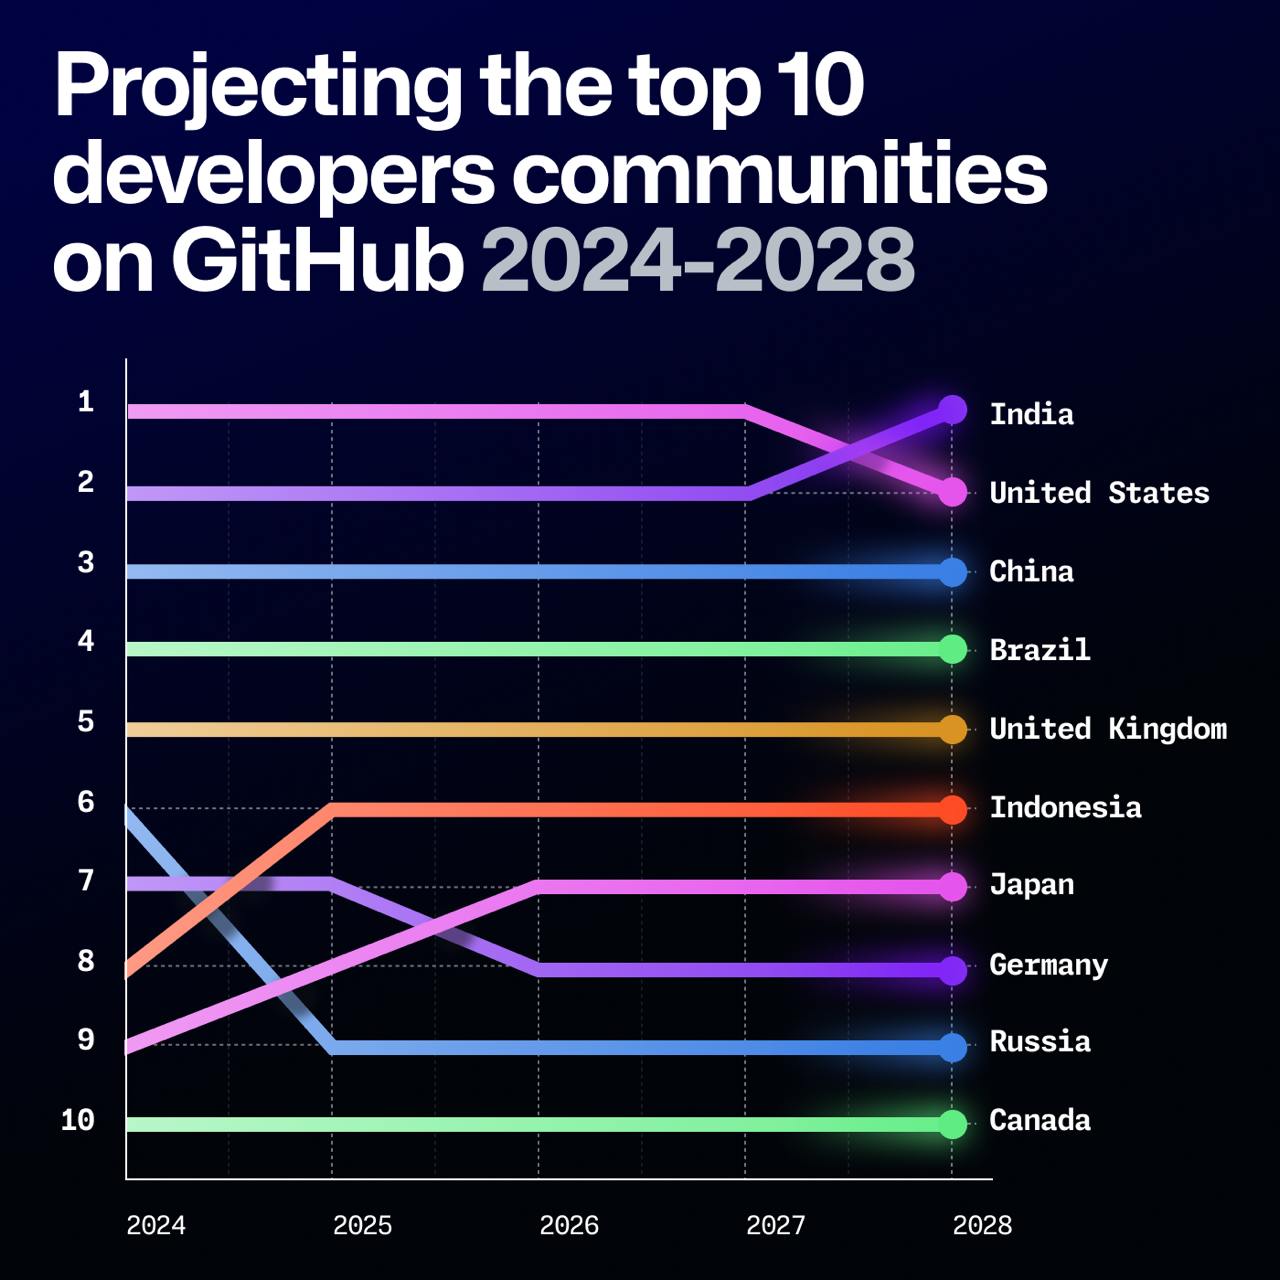 Projecting the top 10
developers communities
on GitHub 2024-2028
1
India
2
United States
3
China
4
Brazil
5
United Kingdom
6
Indonesia
7
Japan
8
Germany
9
Russia
10
Canada
2024 2025 2026 2027 2028